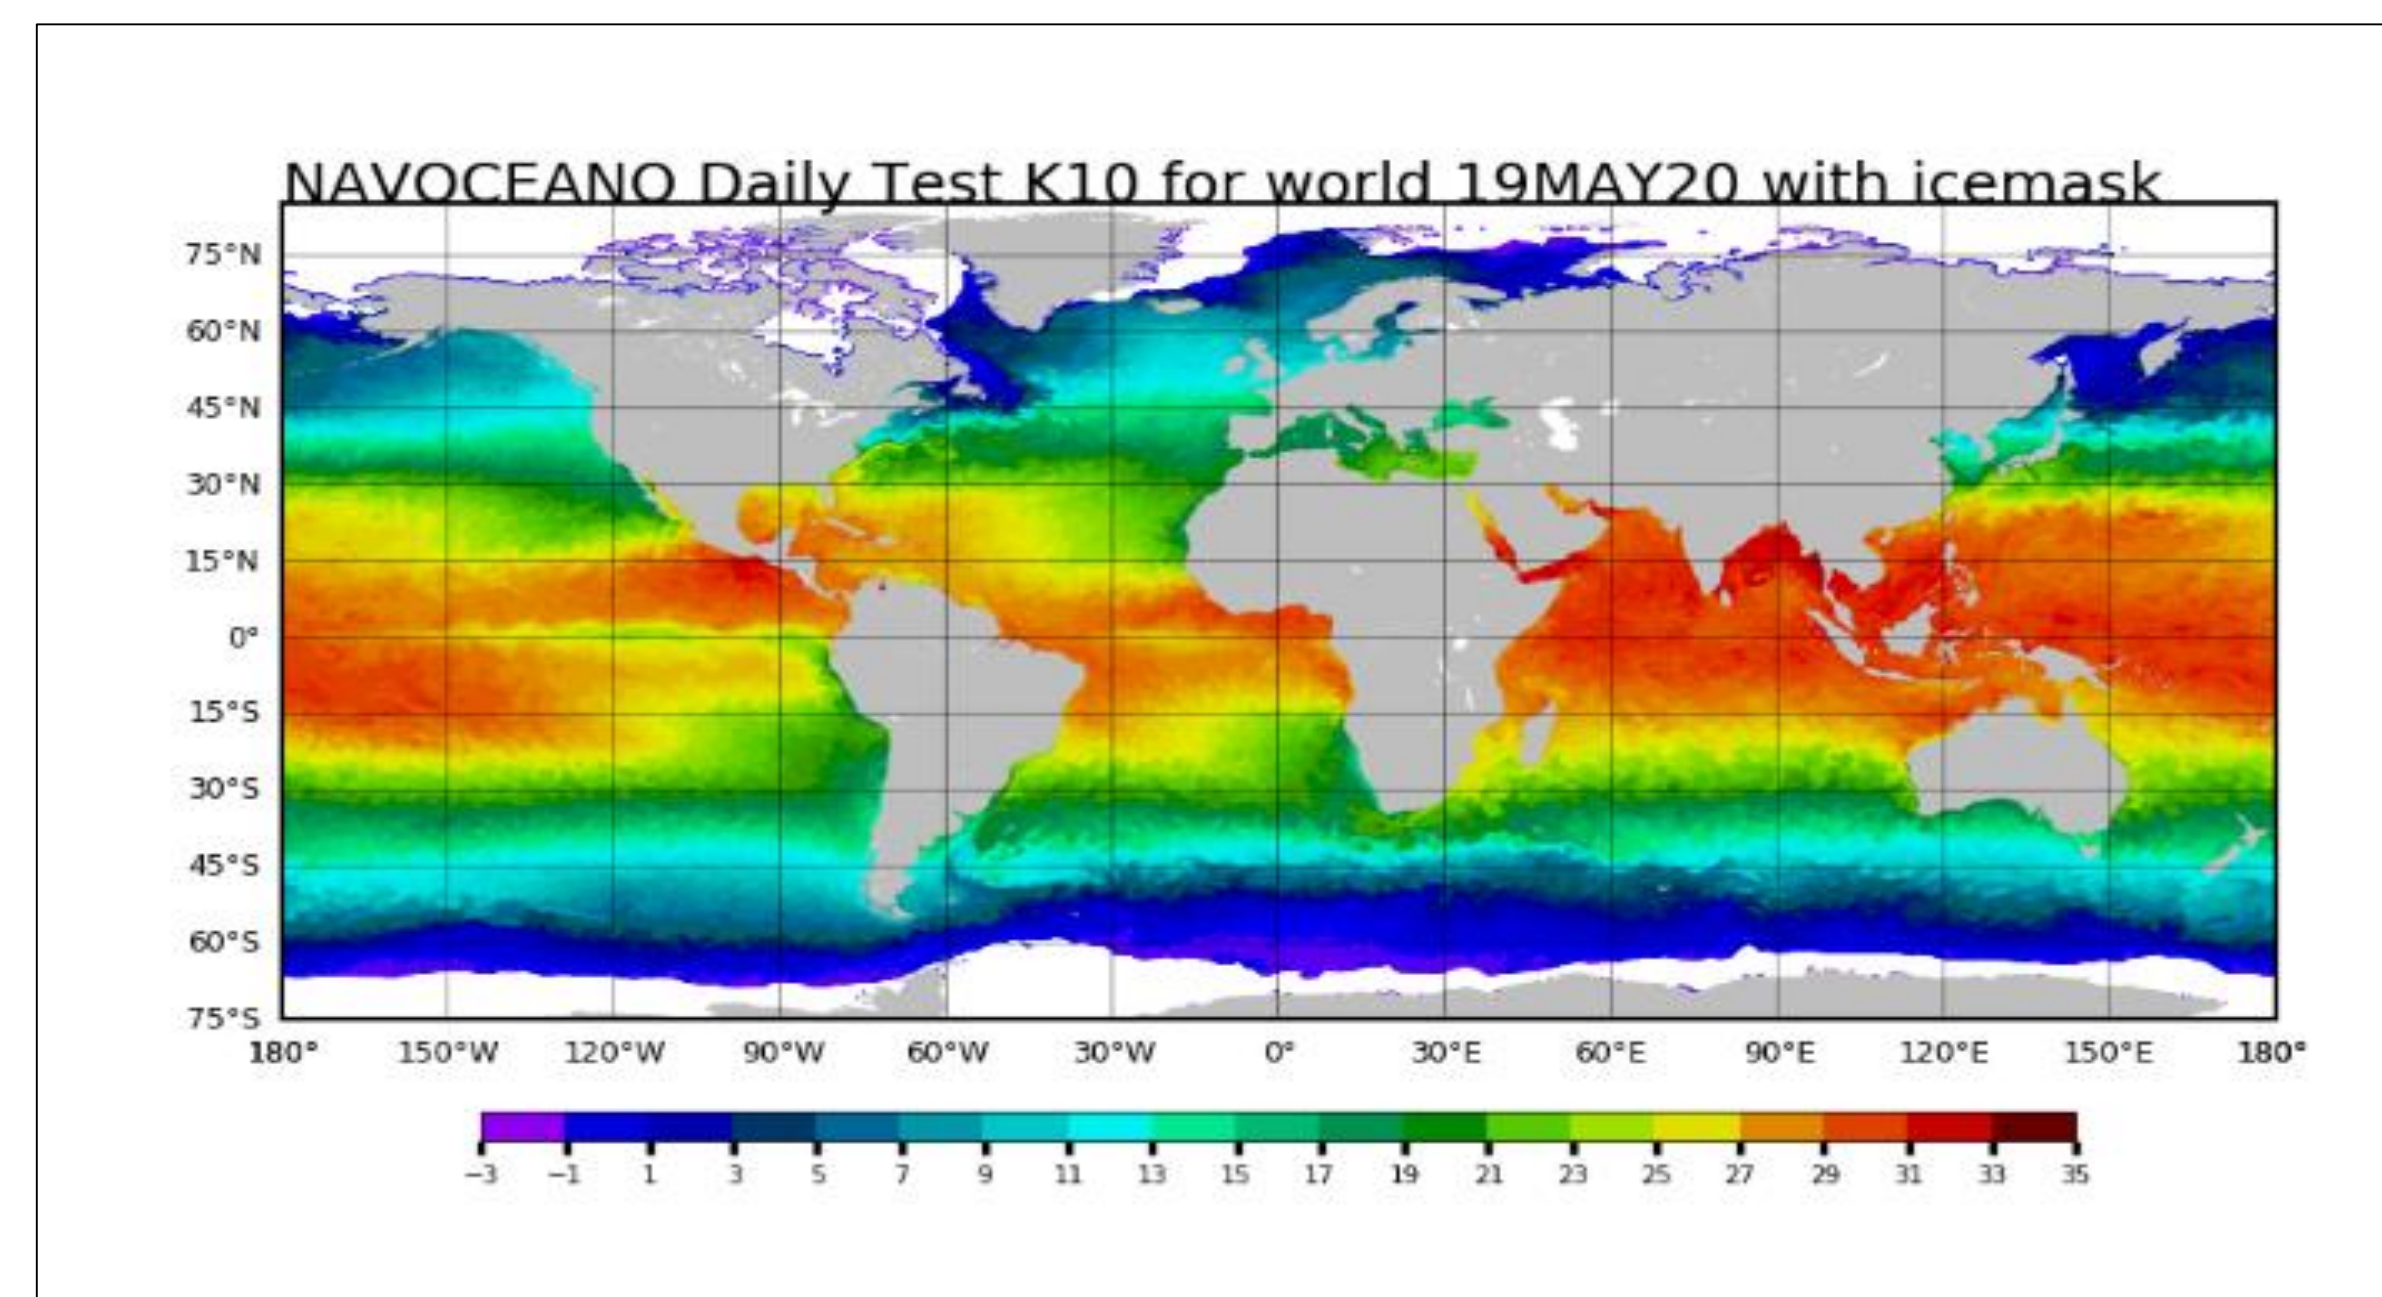 NAVOCEANO Daily Test K10 for world 19MAY20 with icemask
75°N
60°N
45°N
30°N
15°N
0°
15°S
30°S
45°S
60°S
75°S
180° 150°W 120°W 90°W 60°W 30°W 0° 30°E 60°E 90°E 120°E 150°E 180°
−3 −1 1 3 5 7 9 11 13 15 17 19 21 23 25 27 29 31 33 35